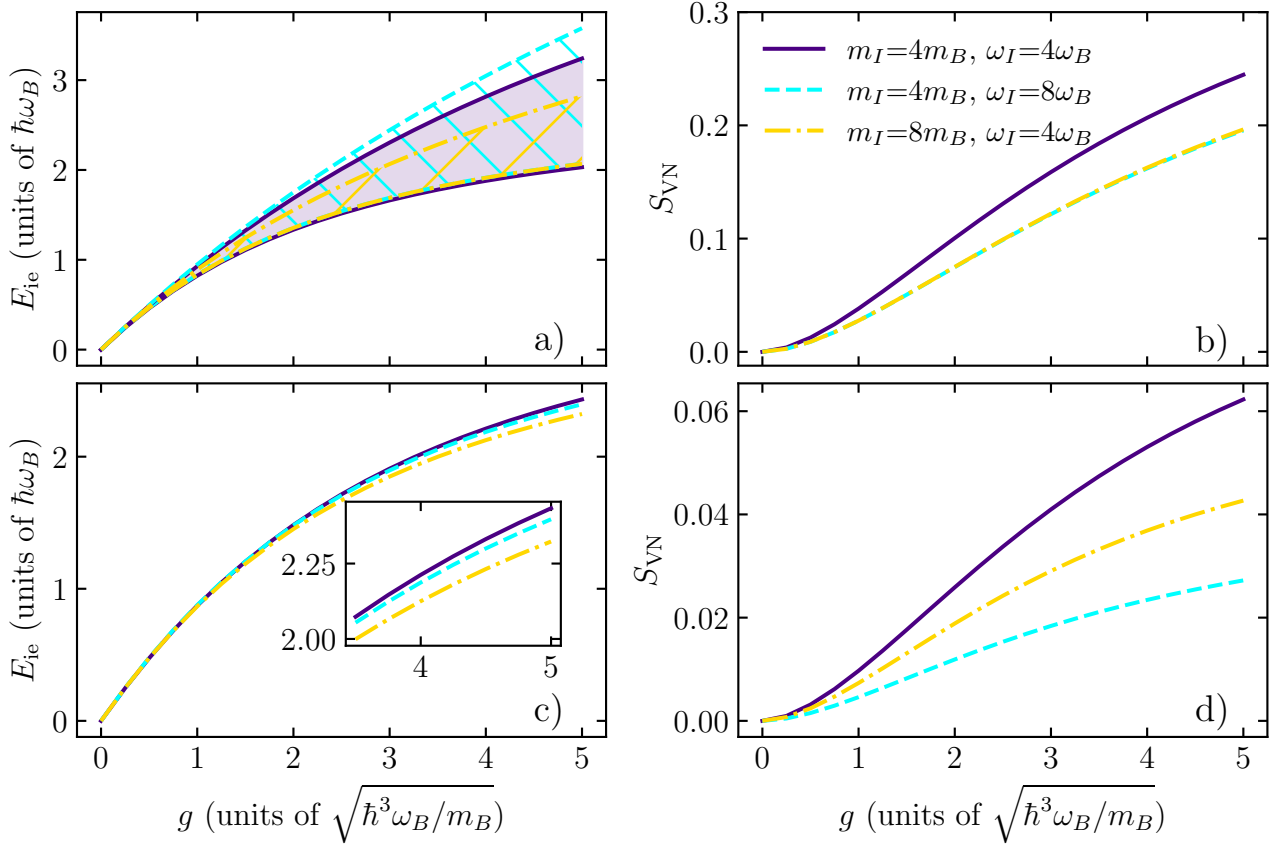 E_ie (units of ħω_B)
3
2
1
0
a)
S_VN
0.3
0.2
0.1
0.0
m_I=4m_B, ω_I=4ω_B
m_I=4m_B, ω_I=8ω_B
m_I=8m_B, ω_I=4ω_B
b)
E_ie (units of ħω_B)
2
1
0
2.25
2.00
4 5
c)
0 1 2 3 4 5
g (units of √(ħ³ω_B/m_B))
S_VN
0.06
0.04
0.02
0.00
d)
0 1 2 3 4 5
g (units of √(ħ³ω_B/m_B))